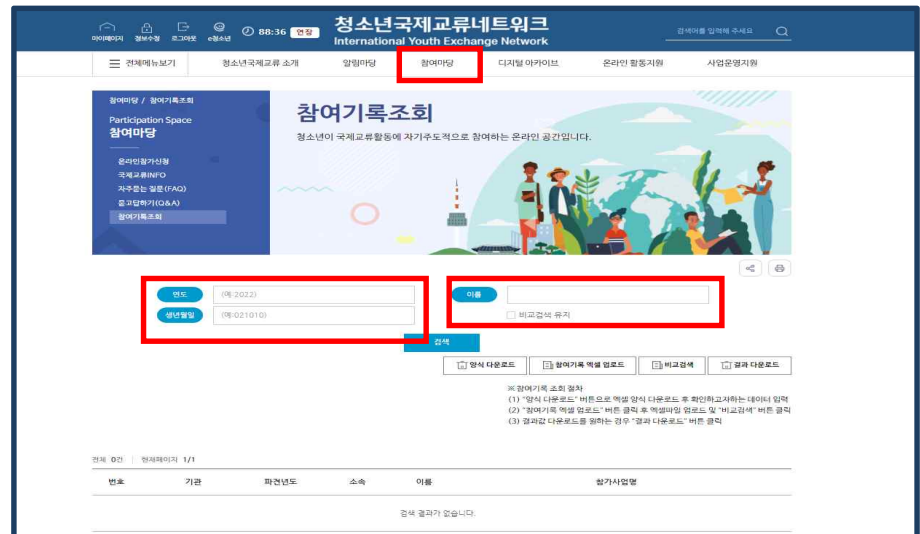 마이페이지 정보수정 로그아웃 e청소년 88:36 연장
청소년국제교류네트워크
International Youth Exchange Network
검색어를 입력해 주세요
전체메뉴보기 청소년국제교류 소개 알림마당 참여마당 디지털 아카이브 온라인 활동지원 사업운영지원
참여마당 / 참여기록조회
Participation Space
참여마당
온라인참가신청
국제교류INFO
자주묻는 질문(FAQ)
묻고답하기(Q&A)
참여기록조회
참여기록조회
청소년이 국제교류활동에 자기주도적으로 참여하는 온라인 공간입니다.
연도 (예:2022)
이름
생년월일 (예:021010)
비교검색 유지
검색
양식 다운로드 참여기록 엑셀 업로드 비교검색 결과 다운로드
※ 참여기록 조회 절차
(1) "양식 다운로드" 버튼으로 엑셀 양식 다운로드 후 확인하고자하는 데이터 입력
(2) "참여기록 엑셀 업로드" 버튼 클릭 후 엑셀파일 업로드 및 "비교검색" 버튼 클릭
(3) 결과값 다운로드를 원하는 경우 "결과 다운로드" 버튼 클릭
전체 0건 현재페이지 1/1
번호 기관 파견년도 소속 이름 참가사업명
검색 결과가 없습니다.